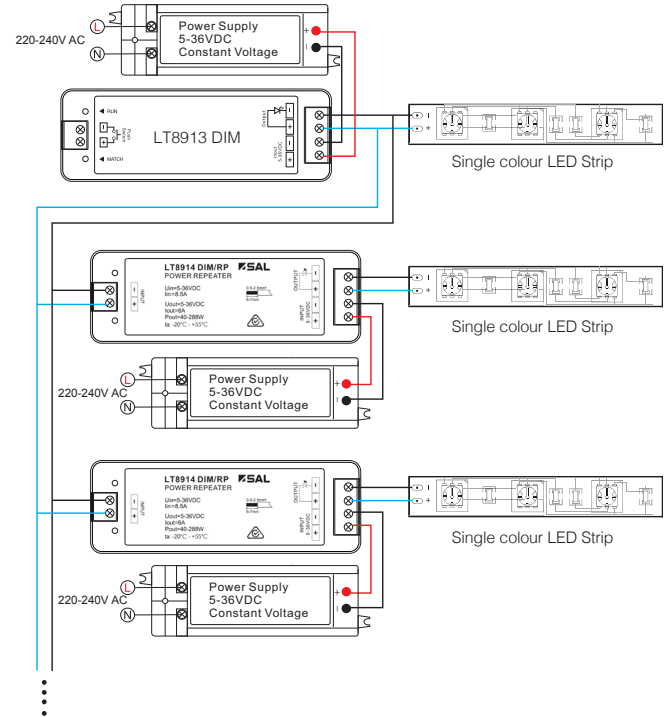 Power Supply
5-36VDC
Constant Voltage
+
−
L
220-240V AC
N
RUN
Push
Switch
MATCH
LT8913 DIM
Output
− +
Input
5-36VDC
− +
−
+
Single colour LED Strip
LT8914 DIM/RP SAL
POWER REPEATER
Uin=5-36VDC
Iin=8.5A
Uout=5-36VDC
Iout=8A
Pout=40-288W
ta: -20°C - +55°C
INPUT
− +
OUTPUT
− +
INPUT
5-36VDC
− +
−
+
Single colour LED Strip
Power Supply
5-36VDC
Constant Voltage
+
−
L
220-240V AC
N
LT8914 DIM/RP SAL
POWER REPEATER
Uin=5-36VDC
Iin=8.5A
Uout=5-36VDC
Iout=8A
Pout=40-288W
ta: -20°C - +55°C
INPUT
− +
OUTPUT
− +
INPUT
5-36VDC
− +
−
+
Single colour LED Strip
Power Supply
5-36VDC
Constant Voltage
+
−
L
220-240V AC
N